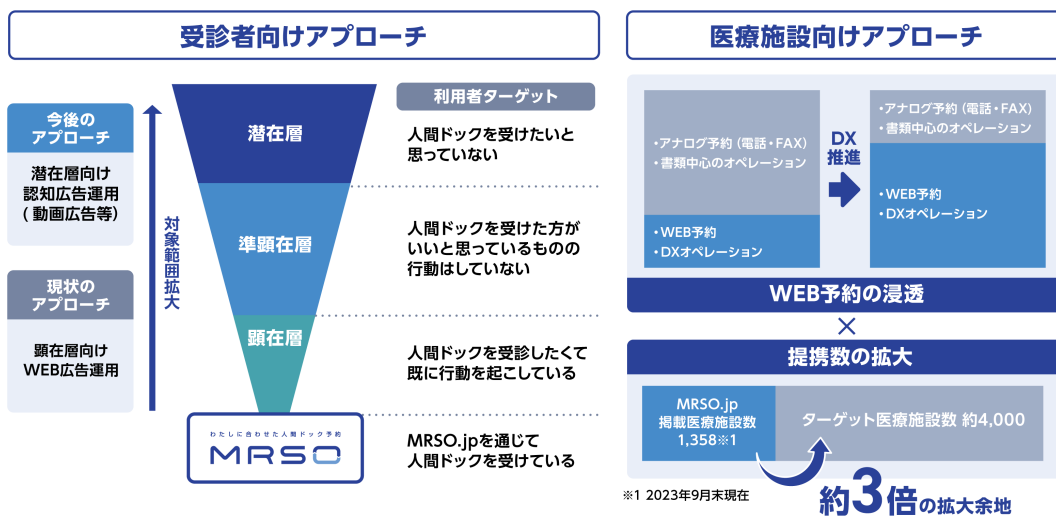 受診者向けアプローチ
今後の
アプローチ
潜在層向け
認知広告運用
(動画広告等)
現状の
アプローチ
顕在層向け
WEB広告運用
対象範囲拡大
潜在層
準顕在層
顕在層
わたしに合わせた人間ドック予約
MRSO
利用者ターゲット
人間ドックを受けたいと
思っていない
人間ドックを受けた方が
いいと思っているものの
行動はしていない
人間ドックを受診したくて
既に行動を起こしている
MRSO.jpを通じて
人間ドックを受けている
医療施設向けアプローチ
・アナログ予約(電話・FAX)
・書類中心のオペレーション
・WEB予約
・DXオペレーション
DX
推進
・アナログ予約(電話・FAX)
・書類中心のオペレーション
・WEB予約
・DXオペレーション
WEB予約の浸透
×
提携数の拡大
MRSO.jp
掲載医療施設数
1,358※1
ターゲット医療施設数 約4,000
※1 2023年9月末現在
約3倍の拡大余地